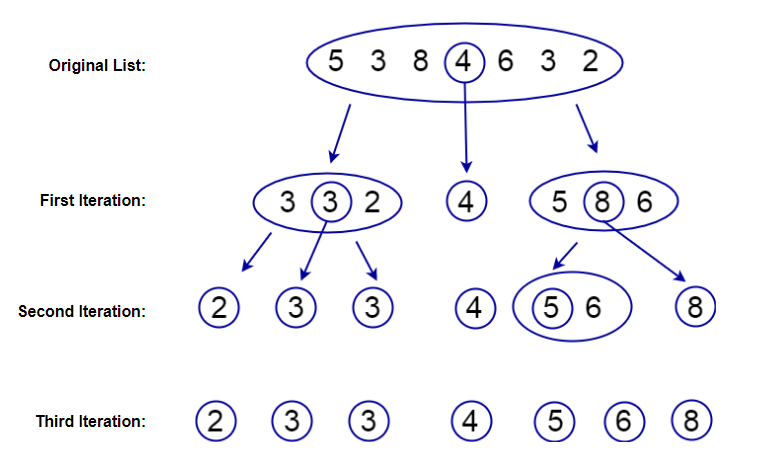 Original List: 5 3 8 4 6 3 2
First Iteration: 3 3 2 4 5 8 6
Second Iteration: 2 3 3 4 5 6 8
Third Iteration: 2 3 3 4 5 6 8